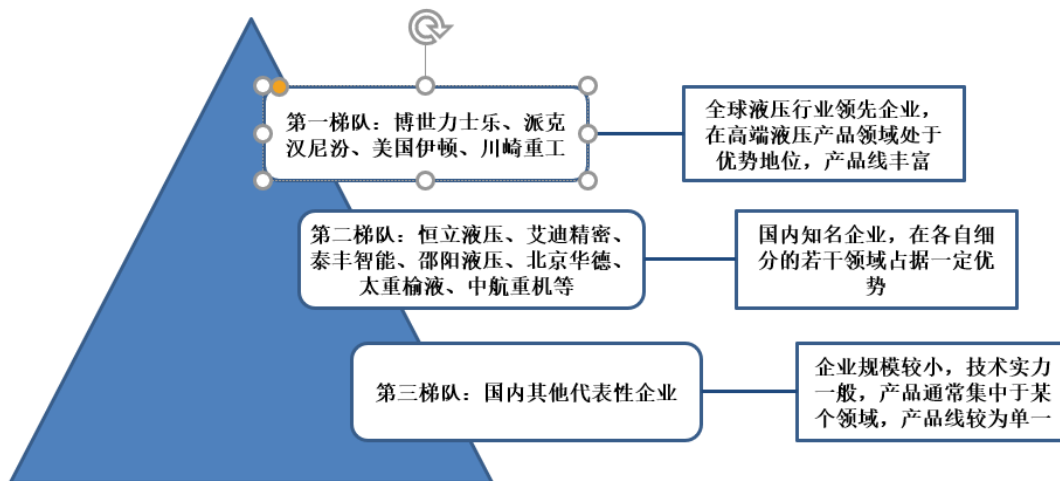 第一梯队：博世力士乐、派克
汉尼汾、美国伊顿、川崎重工
全球液压行业领先企业，
在高端液压产品领域处于
优势地位，产品线丰富
第二梯队：恒立液压、艾迪精密、
泰丰智能、邵阳液压、北京华德、
太重榆液、中航重机等
国内知名企业，在各自细
分的若干领域占据一定优
势
第三梯队：国内其他代表性企业
企业规模较小，技术实力
一般，产品通常集中于某
个领域，产品线较为单一